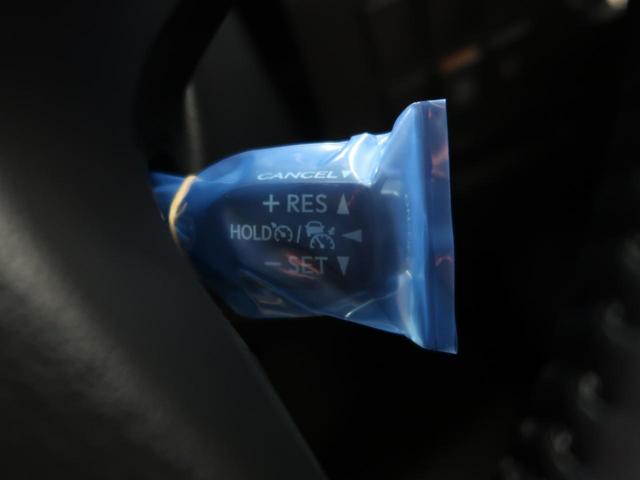 CANCEL▼
+ RES ▲
HOLD / ◀
− SET ▼